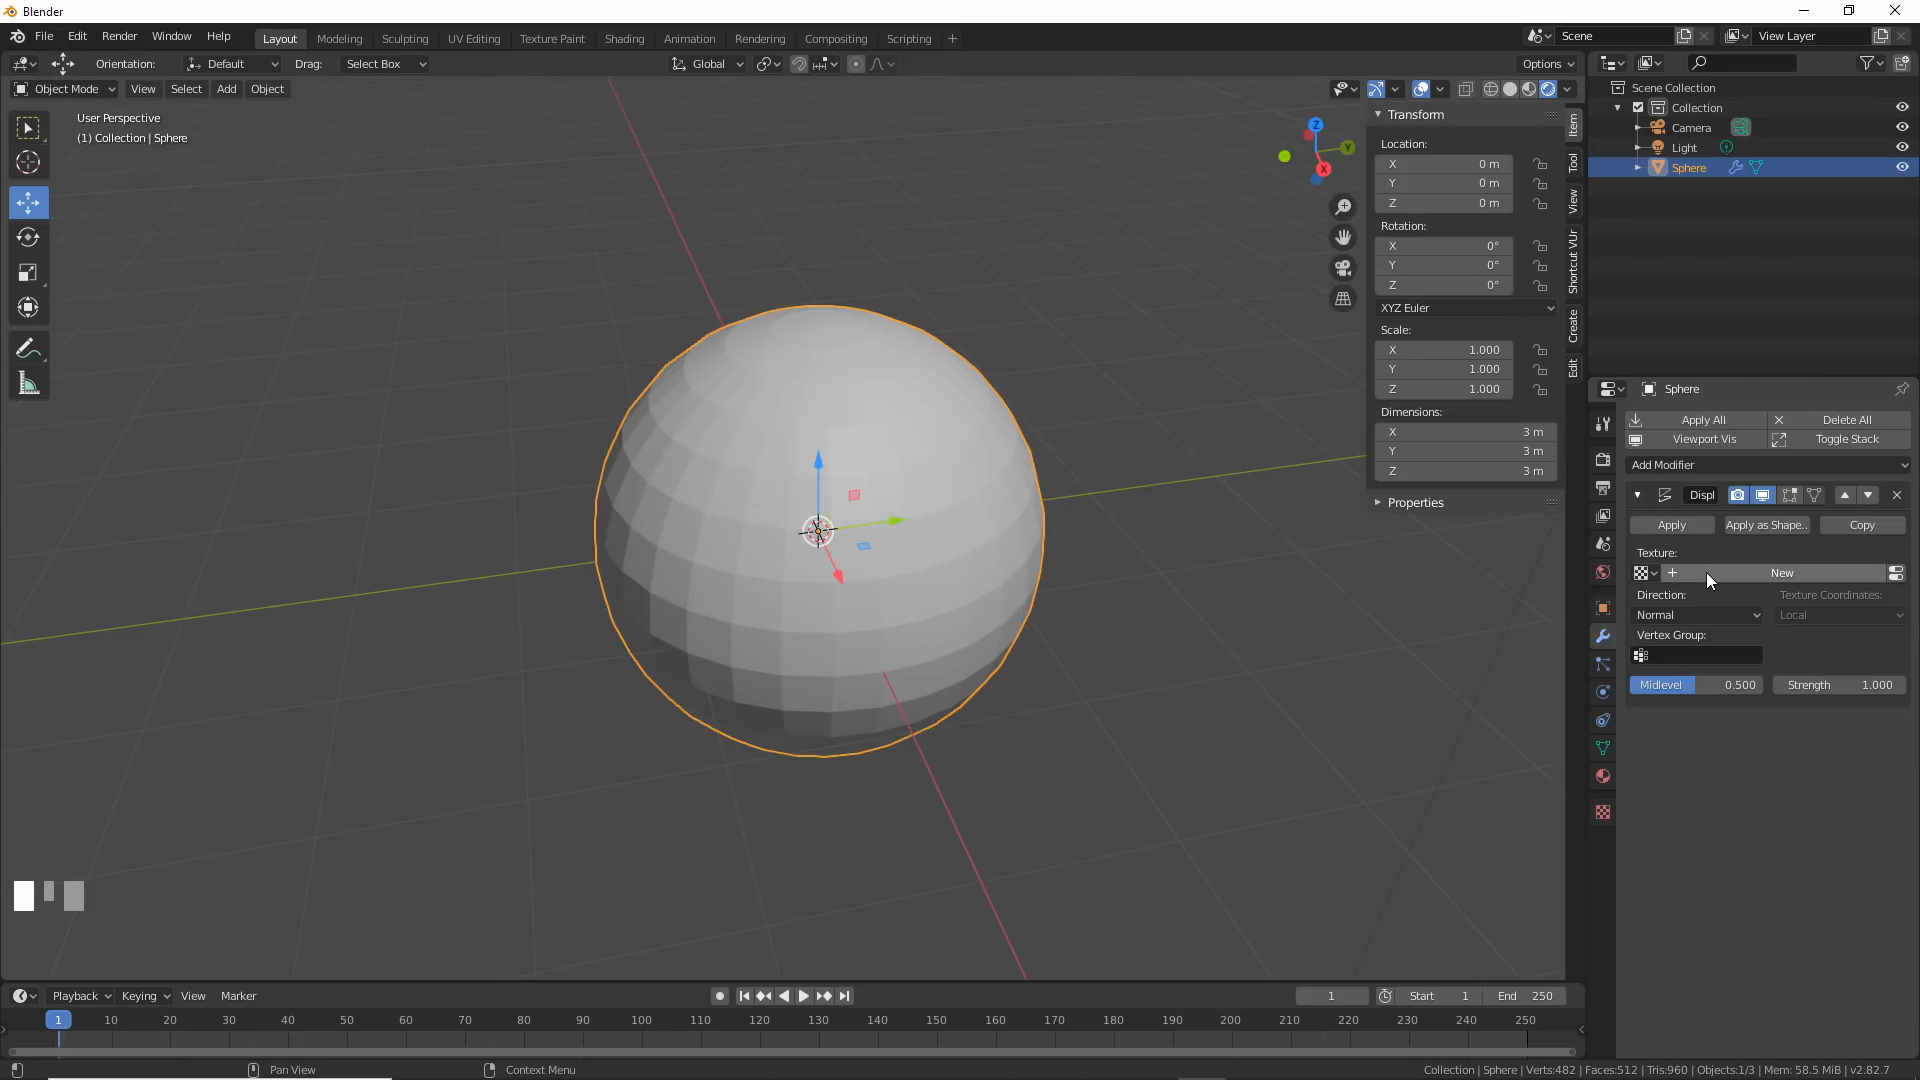 Blender
File Edit Render Window Help Layout Modeling Sculpting UV Editing Texture Paint Shading Animation Rendering Compositing Scripting + Scene View Layer
Orientation: Default Drag: Select Box Global Options
Object Mode View Select Add Object
User Perspective
(1) Collection | Sphere
Z
Y
X
Transform
Location:
X 0 m
Y 0 m
Z 0 m
Rotation:
X 0°
Y 0°
Z 0°
XYZ Euler
Scale:
X 1.000
Y 1.000
Z 1.000
Dimensions:
X 3 m
Y 3 m
Z 3 m
Properties
Item
Tool
View
Shortcut VUr
Create
Edit
Scene Collection
Collection
Camera
Light
Sphere
Sphere
Apply All Delete All
Viewport Vis Toggle Stack
Add Modifier
Displ
Apply Apply as Shape.. Copy
Texture:
New
Direction: Texture Coordinates:
Normal Local
Vertex Group:
Midlevel 0.500 Strength 1.000
Playback Keying View Marker 1 Start 1 End 250
1 10 20 30 40 50 60 70 80 90 100 110 120 130 140 150 160 170 180 190 200 210 220 230 240 250
Pan View Context Menu Collection | Sphere | Verts:482 | Faces:512 | Tris:960 | Objects:1/3 | Mem: 58.5 MiB | v2.82.7